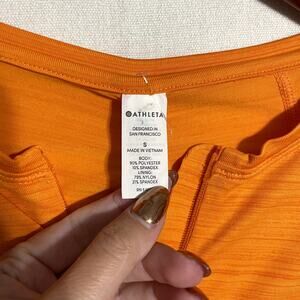 ATHLETA
DESIGNED IN
SAN FRANCISCO
S
MADE IN VIETNAM
BODY:
90% POLYESTER
10% SPANDEX
LINING:
79% NYLON
21% SPANDEX